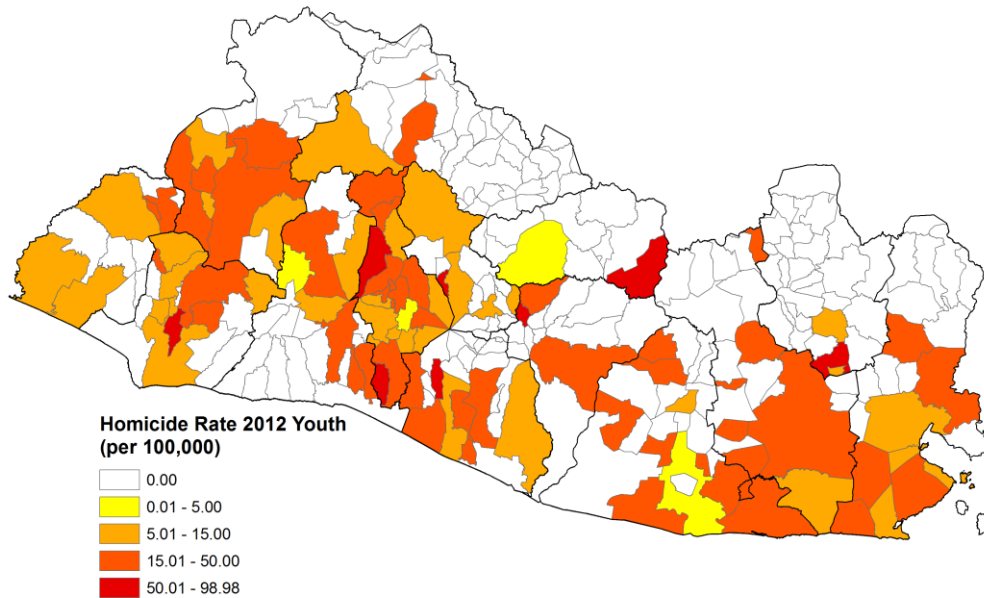 Homicide Rate 2012 Youth
(per 100,000)
0.00
0.01 - 5.00
5.01 - 15.00
15.01 - 50.00
50.01 - 98.98